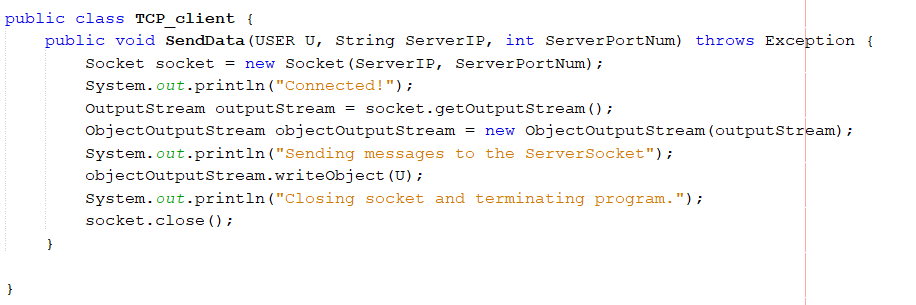 public class TCP_client {
    public void SendData(USER U, String ServerIP, int ServerPortNum) throws Exception {
        Socket socket = new Socket(ServerIP, ServerPortNum);
        System.out.println("Connected!");
        OutputStream outputStream = socket.getOutputStream();
        ObjectOutputStream objectOutputStream = new ObjectOutputStream(outputStream);
        System.out.println("Sending messages to the ServerSocket");
        objectOutputStream.writeObject(U);
        System.out.println("Closing socket and terminating program.");
        socket.close();
    }
}